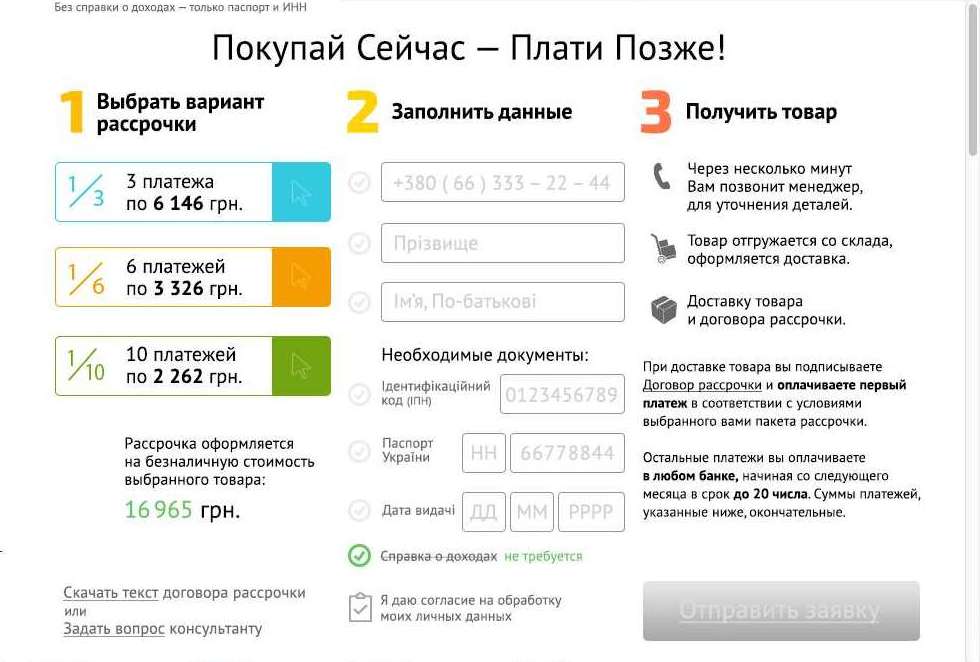 Без справки о доходах — только паспорт и ИНН
Покупай Сейчас — Плати Позже!
1
Выбрать вариант
рассрочки
1/3
3 платежа
по 6 146 грн.
1/6
6 платежей
по 3 326 грн.
1/10
10 платежей
по 2 262 грн.
Рассрочка оформляется
на безналичную стоимость
выбранного товара:
16 965 грн.
Скачать текст договора рассрочки
или
Задать вопрос консультанту
2
Заполнить данные
+380 ( 66 ) 333 – 22 – 44
Прізвище
Ім'я, По-батькові
Необходимые документы:
Ідентифікаційний
код (ІПН)
0123456789
Паспорт
України
НН
66778844
Дата видачі
ДД
ММ
РРРР
Справка о доходах не требуется
Я даю согласие на обработку
моих личных данных
3
Получить товар
Через несколько минут
Вам позвонит менеджер,
для уточнения деталей.
Товар отгружается со склада,
оформляется доставка.
Доставку товара
и договора рассрочки.
При доставке товара вы подписываете
Договор рассрочки и оплачиваете первый
платеж в соответствии с условиями
выбранного вами пакета рассрочки.
Остальные платежи вы оплачиваете
в любом банке, начиная со следующего
месяца в срок до 20 числа. Суммы платежей,
указанные ниже, окончательные.
Отправить заявку